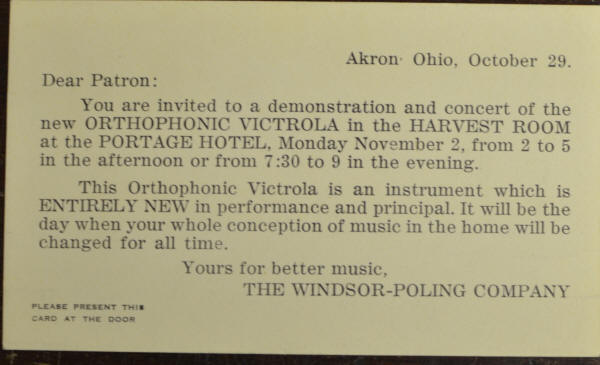 Akron Ohio, October 29.
Dear Patron:
You are invited to a demonstration and concert of the
new ORTHOPHONIC VICTROLA in the HARVEST ROOM
at the PORTAGE HOTEL, Monday November 2, from 2 to 5
in the afternoon or from 7:30 to 9 in the evening.
This Orthophonic Victrola is an instrument which is
ENTIRELY NEW in performance and principal. It will be the
day when your whole conception of music in the home will be
changed for all time.
Yours for better music,
THE WINDSOR-POLING COMPANY
PLEASE PRESENT THIS
CARD AT THE DOOR